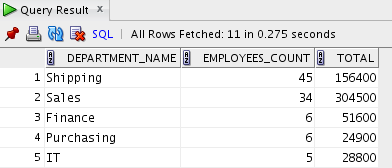 Query Result ×
SQL | All Rows Fetched: 11 in 0.275 seconds
DEPARTMENT_NAME EMPLOYEES_COUNT TOTAL
1 Shipping 45 156400
2 Sales 34 304500
3 Finance 6 51600
4 Purchasing 6 24900
5 IT 5 28800